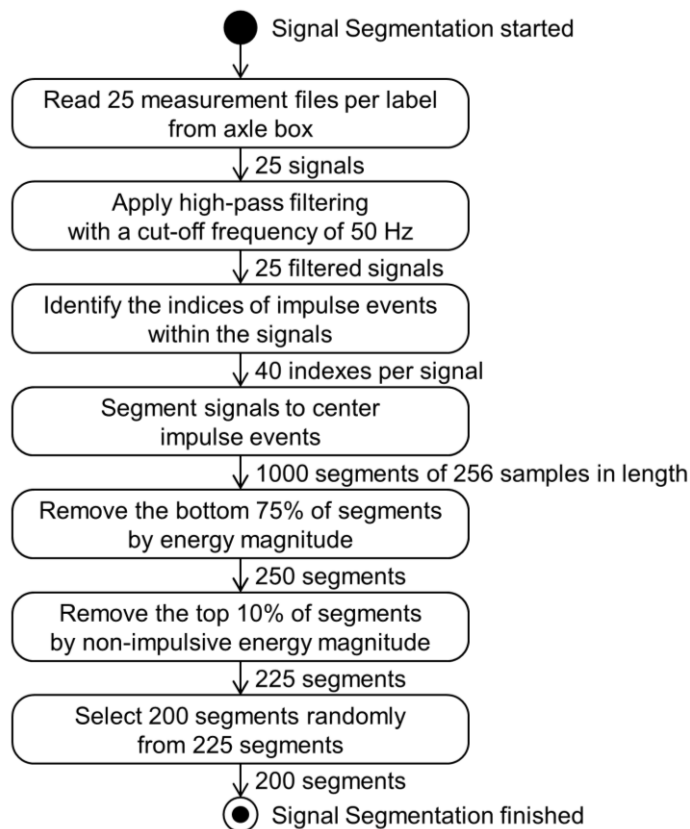 Signal Segmentation started
Read 25 measurement files per label
from axle box
25 signals
Apply high-pass filtering
with a cut-off frequency of 50 Hz
25 filtered signals
Identify the indices of impulse events
within the signals
40 indexes per signal
Segment signals to center
impulse events
1000 segments of 256 samples in length
Remove the bottom 75% of segments
by energy magnitude
250 segments
Remove the top 10% of segments
by non-impulsive energy magnitude
225 segments
Select 200 segments randomly
from 225 segments
200 segments
Signal Segmentation finished